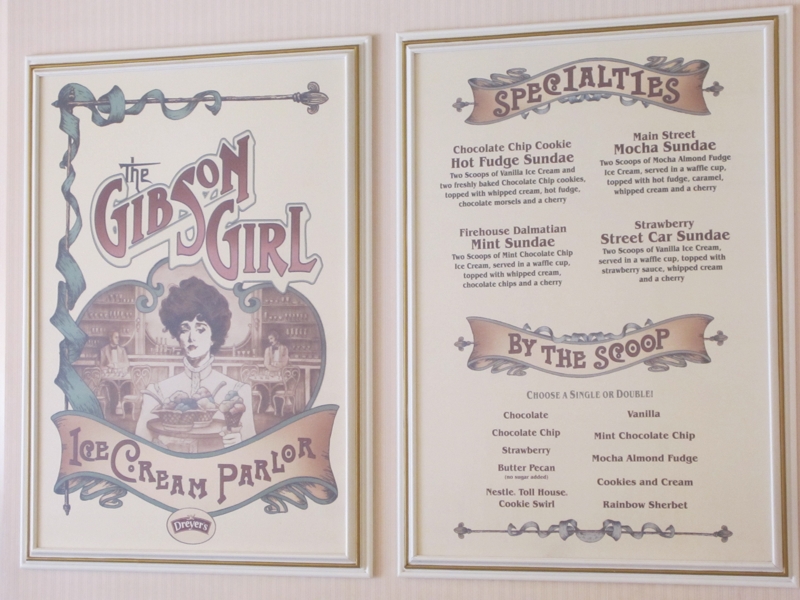 the
GIBSON
GIRL
ICE CREAM PARLOR
Dreyer's
SPECIALTIES
Chocolate Chip Cookie
Hot Fudge Sundae
Two Scoops of Vanilla Ice Cream and
two freshly baked Chocolate Chip cookies,
topped with whipped cream, hot fudge,
chocolate morsels and a cherry
Main Street
Mocha Sundae
Two Scoops of Mocha Almond Fudge
Ice Cream, served in a waffle cup,
topped with hot fudge, caramel,
whipped cream and a cherry
Firehouse Dalmatian
Mint Sundae
Two Scoops of Mint Chocolate Chip
Ice Cream, served in a waffle cup,
topped with whipped cream,
chocolate chips and a cherry
Strawberry
Street Car Sundae
Two Scoops of Vanilla Ice Cream,
served in a waffle cup, topped with
strawberry sauce, whipped cream
and a cherry
BY THE SCOOP
CHOOSE A SINGLE OR DOUBLE!
Chocolate
Chocolate Chip
Strawberry
Butter Pecan
(no sugar added)
Nestle. Toll House.
Cookie Swirl
Vanilla
Mint Chocolate Chip
Mocha Almond Fudge
Cookies and Cream
Rainbow Sherbet